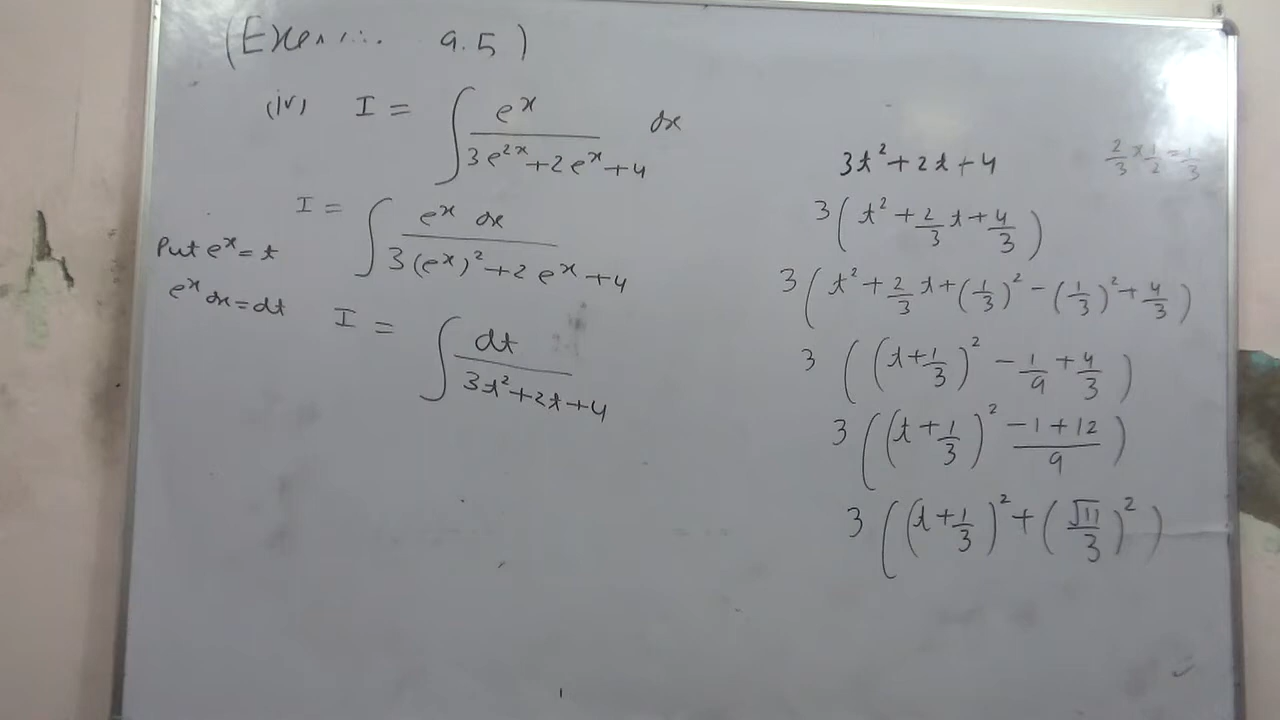 (Exer 9.5)
(iv) I = ∫ e^x / (3e^{2x} + 2e^x + 4) dx
I = ∫ e^x dx / (3(e^x)^2 + 2e^x + 4)
Put e^x = t
e^x dx = dt
I = ∫ dt / (3t^2 + 2t + 4)
3t^2 + 2t + 4
2/3 × 1/2 = 1/3
3(t^2 + 2/3 t + 4/3)
3(t^2 + 2/3 t + (1/3)^2 - (1/3)^2 + 4/3)
3((t + 1/3)^2 - 1/9 + 4/3)
3((t + 1/3)^2 (-1 + 12)/9)
3((t + 1/3)^2 + (√11/3)^2)